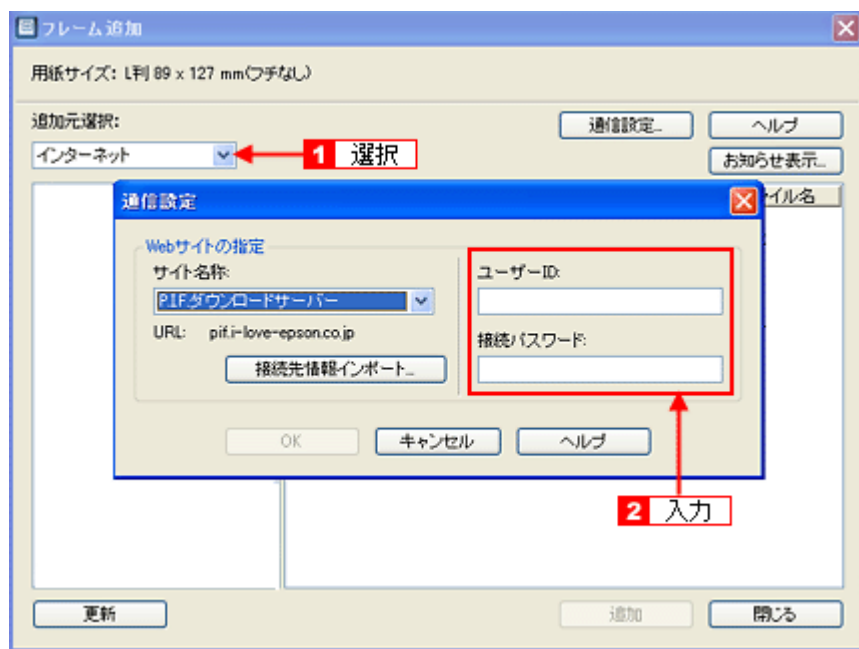 フレーム追加
用紙サイズ: L判 89 x 127 mm(フチなし)
追加元選択:
通信設定...
ヘルプ
インターネット
1 選択
お知らせ表示...
イル名
通信設定
Webサイトの指定
サイト名称:
ユーザーID:
PIFダウンロードサーバー
URL: pif.i-love-epson.co.jp
接続パスワード:
接続先情報インポート...
OK
キャンセル
ヘルプ
2 入力
更新
追加
閉じる